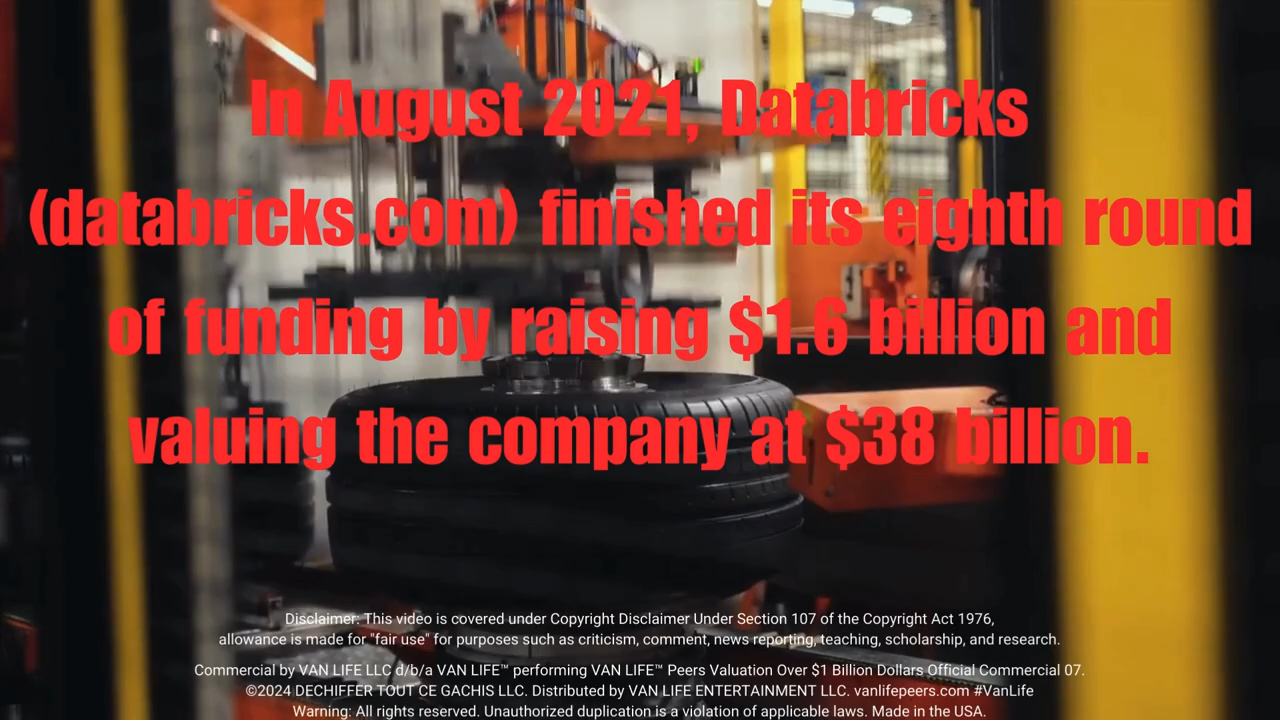 In August 2021, Databricks
(databricks.com) finished its eighth round
of funding by raising $1.6 billion and
valuing the company at $38 billion.
Disclaimer: This video is covered under Copyright Disclaimer Under Section 107 of the Copyright Act 1976,
allowance is made for "fair use" for purposes such as criticism, comment, news reporting, teaching, scholarship, and research.
Commercial by VAN LIFE LLC d/b/a VAN LIFE™ performing VAN LIFE™ Peers Valuation Over $1 Billion Dollars Official Commercial 07.
©2024 DECHIFFER TOUT CE GACHIS LLC. Distributed by VAN LIFE ENTERTAINMENT LLC. vanlifepeers.com #VanLife
Warning: All rights reserved. Unauthorized duplication is a violation of applicable laws. Made in the USA.